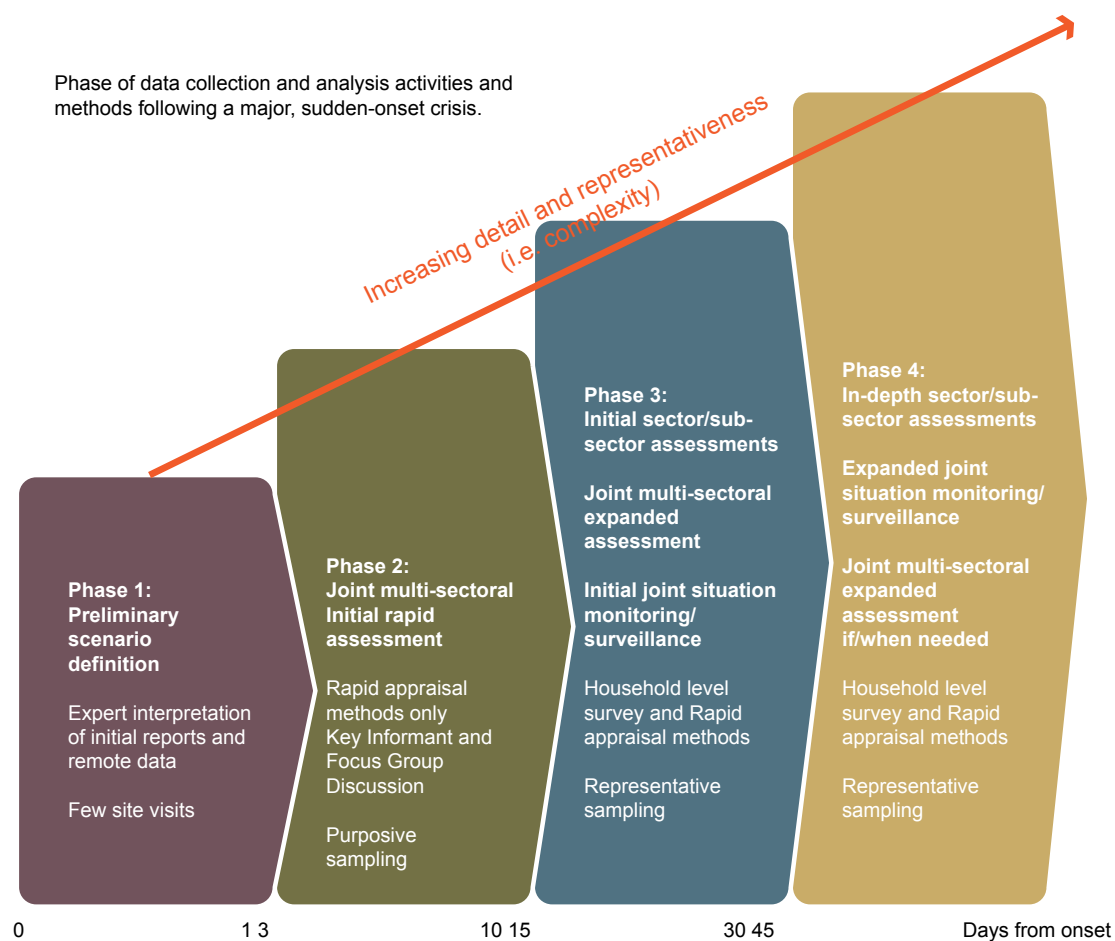 Phase of data collection and analysis activities and
methods following a major, sudden-onset crisis.
Increasing detail and representativeness
(i.e. complexity)
Phase 1:
Preliminary
scenario
definition
Expert interpretation
of initial reports and
remote data
Few site visits
Phase 2:
Joint multi-sectoral
Initial rapid
assessment
Rapid appraisal
methods only
Key Informant and
Focus Group
Discussion
Purposive
sampling
Phase 3:
Initial sector/sub-
sector assessments
Joint multi-sectoral
expanded
assessment
Initial joint situation
monitoring/
surveillance
Household level
survey and Rapid
appraisal methods
Representative
sampling
Phase 4:
In-depth sector/sub-
sector assessments
Expanded joint
situation monitoring/
surveillance
Joint multi-sectoral
expanded
assessment
if/when needed
Household level
survey and Rapid
appraisal methods
Representative
sampling
0 1 3 10 15 30 45 Days from onset